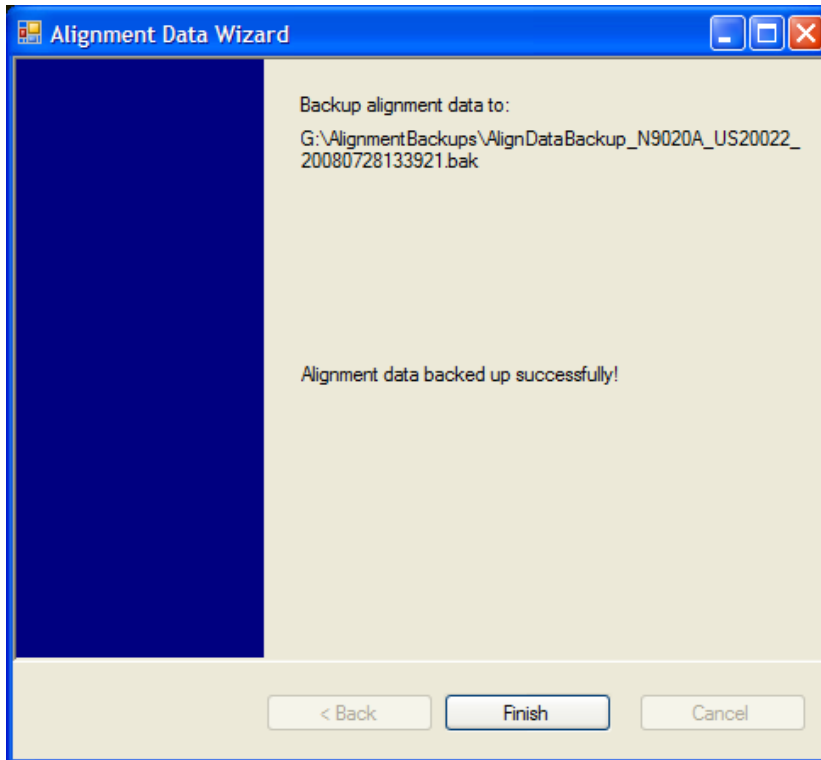 Alignment Data Wizard
Backup alignment data to:
G:\AlignmentBackups\AlignDataBackup_N9020A_US20022_
20080728133921.bak
Alignment data backed up successfully!
< Back
Finish
Cancel